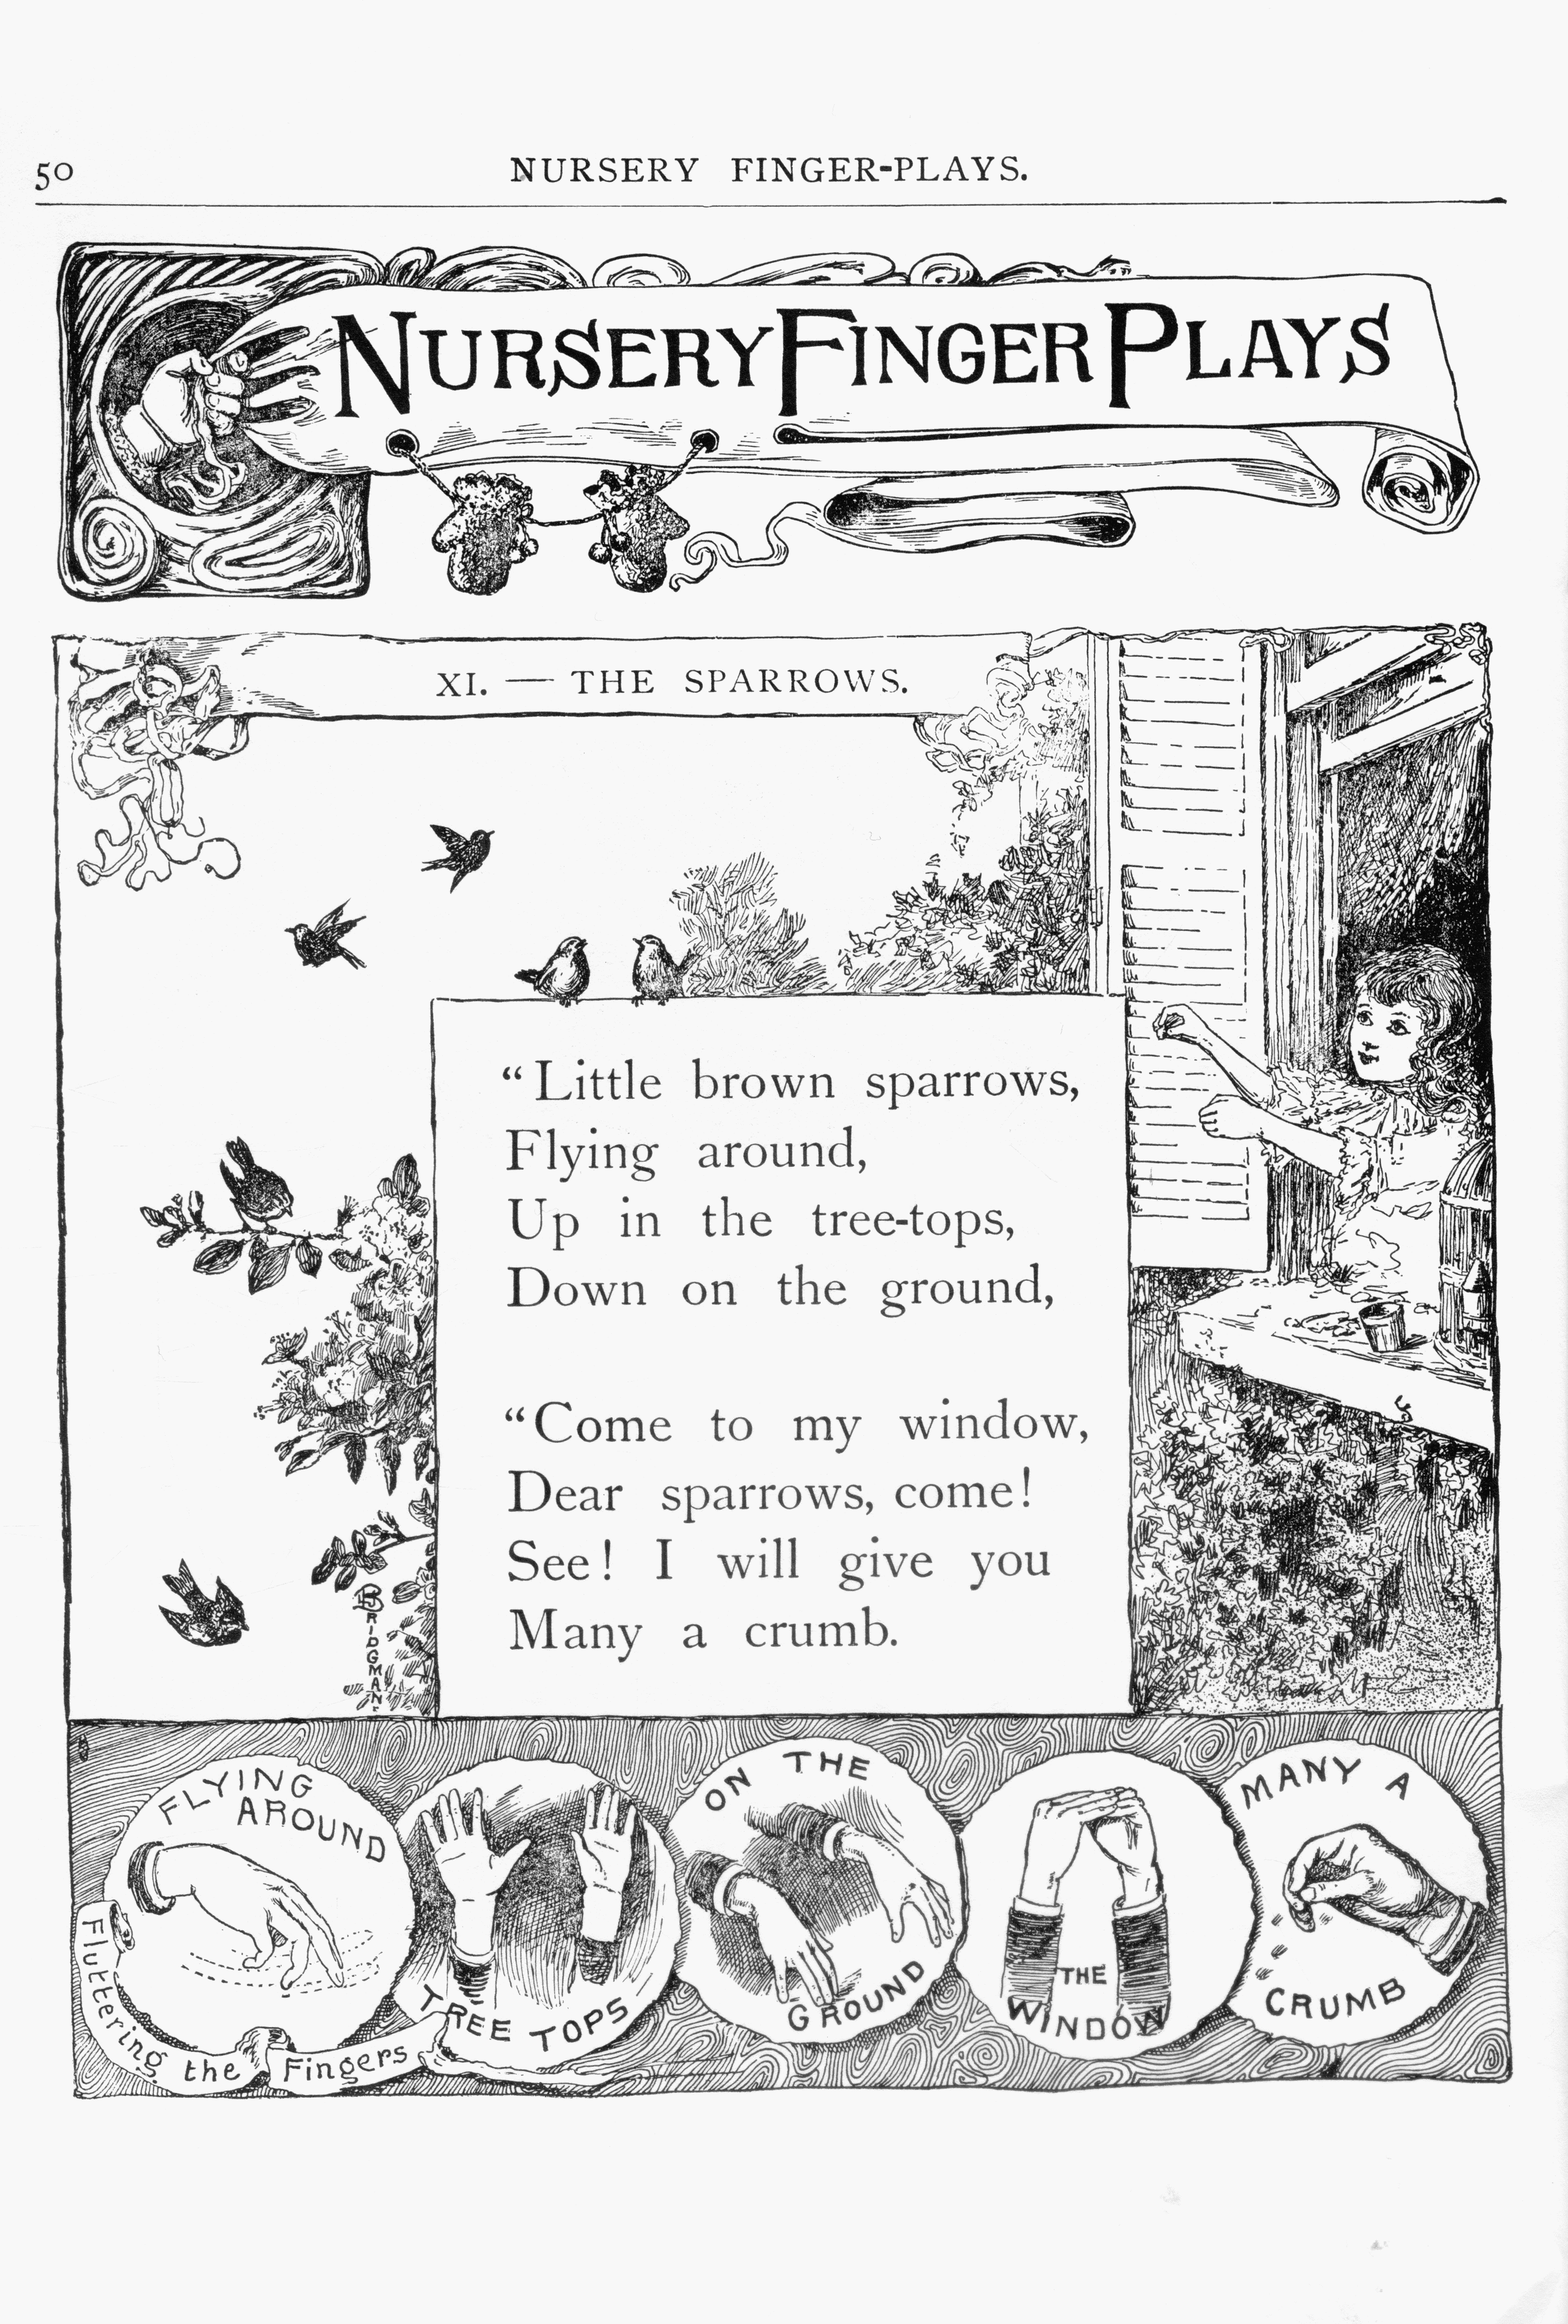 50
NURSERY FINGER-PLAYS.
NURSERY FINGER PLAYS
XI. — THE SPARROWS.
“Little brown sparrows,
Flying around,
Up in the tree-tops,
Down on the ground,
“Come to my window,
Dear sparrows, come!
See! I will give you
Many a crumb.
BRIDGMAN
FLYING
AROUND
Fluttering the Fingers
TREE TOPS
ON THE
GROUND
THE
WINDOW
MANY A
CRUMB